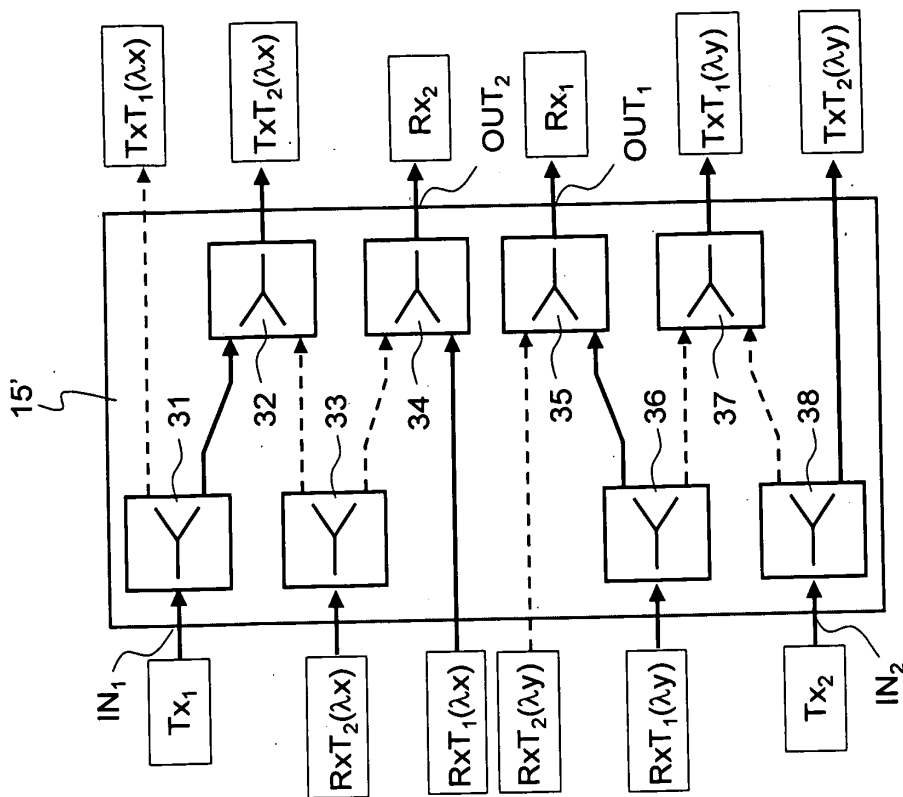 TxT₁(λx)
TxT₂(λx)
Rx₂
OUT₂
Rx₁
OUT₁
TxT₁(λy)
TxT₂(λy)
15'
31
32
33
34
35
36
37
38
IN₁
Tx₁
RxT₂(λx)
RxT₁(λx)
RxT₂(λy)
RxT₁(λy)
Tx₂
IN₂